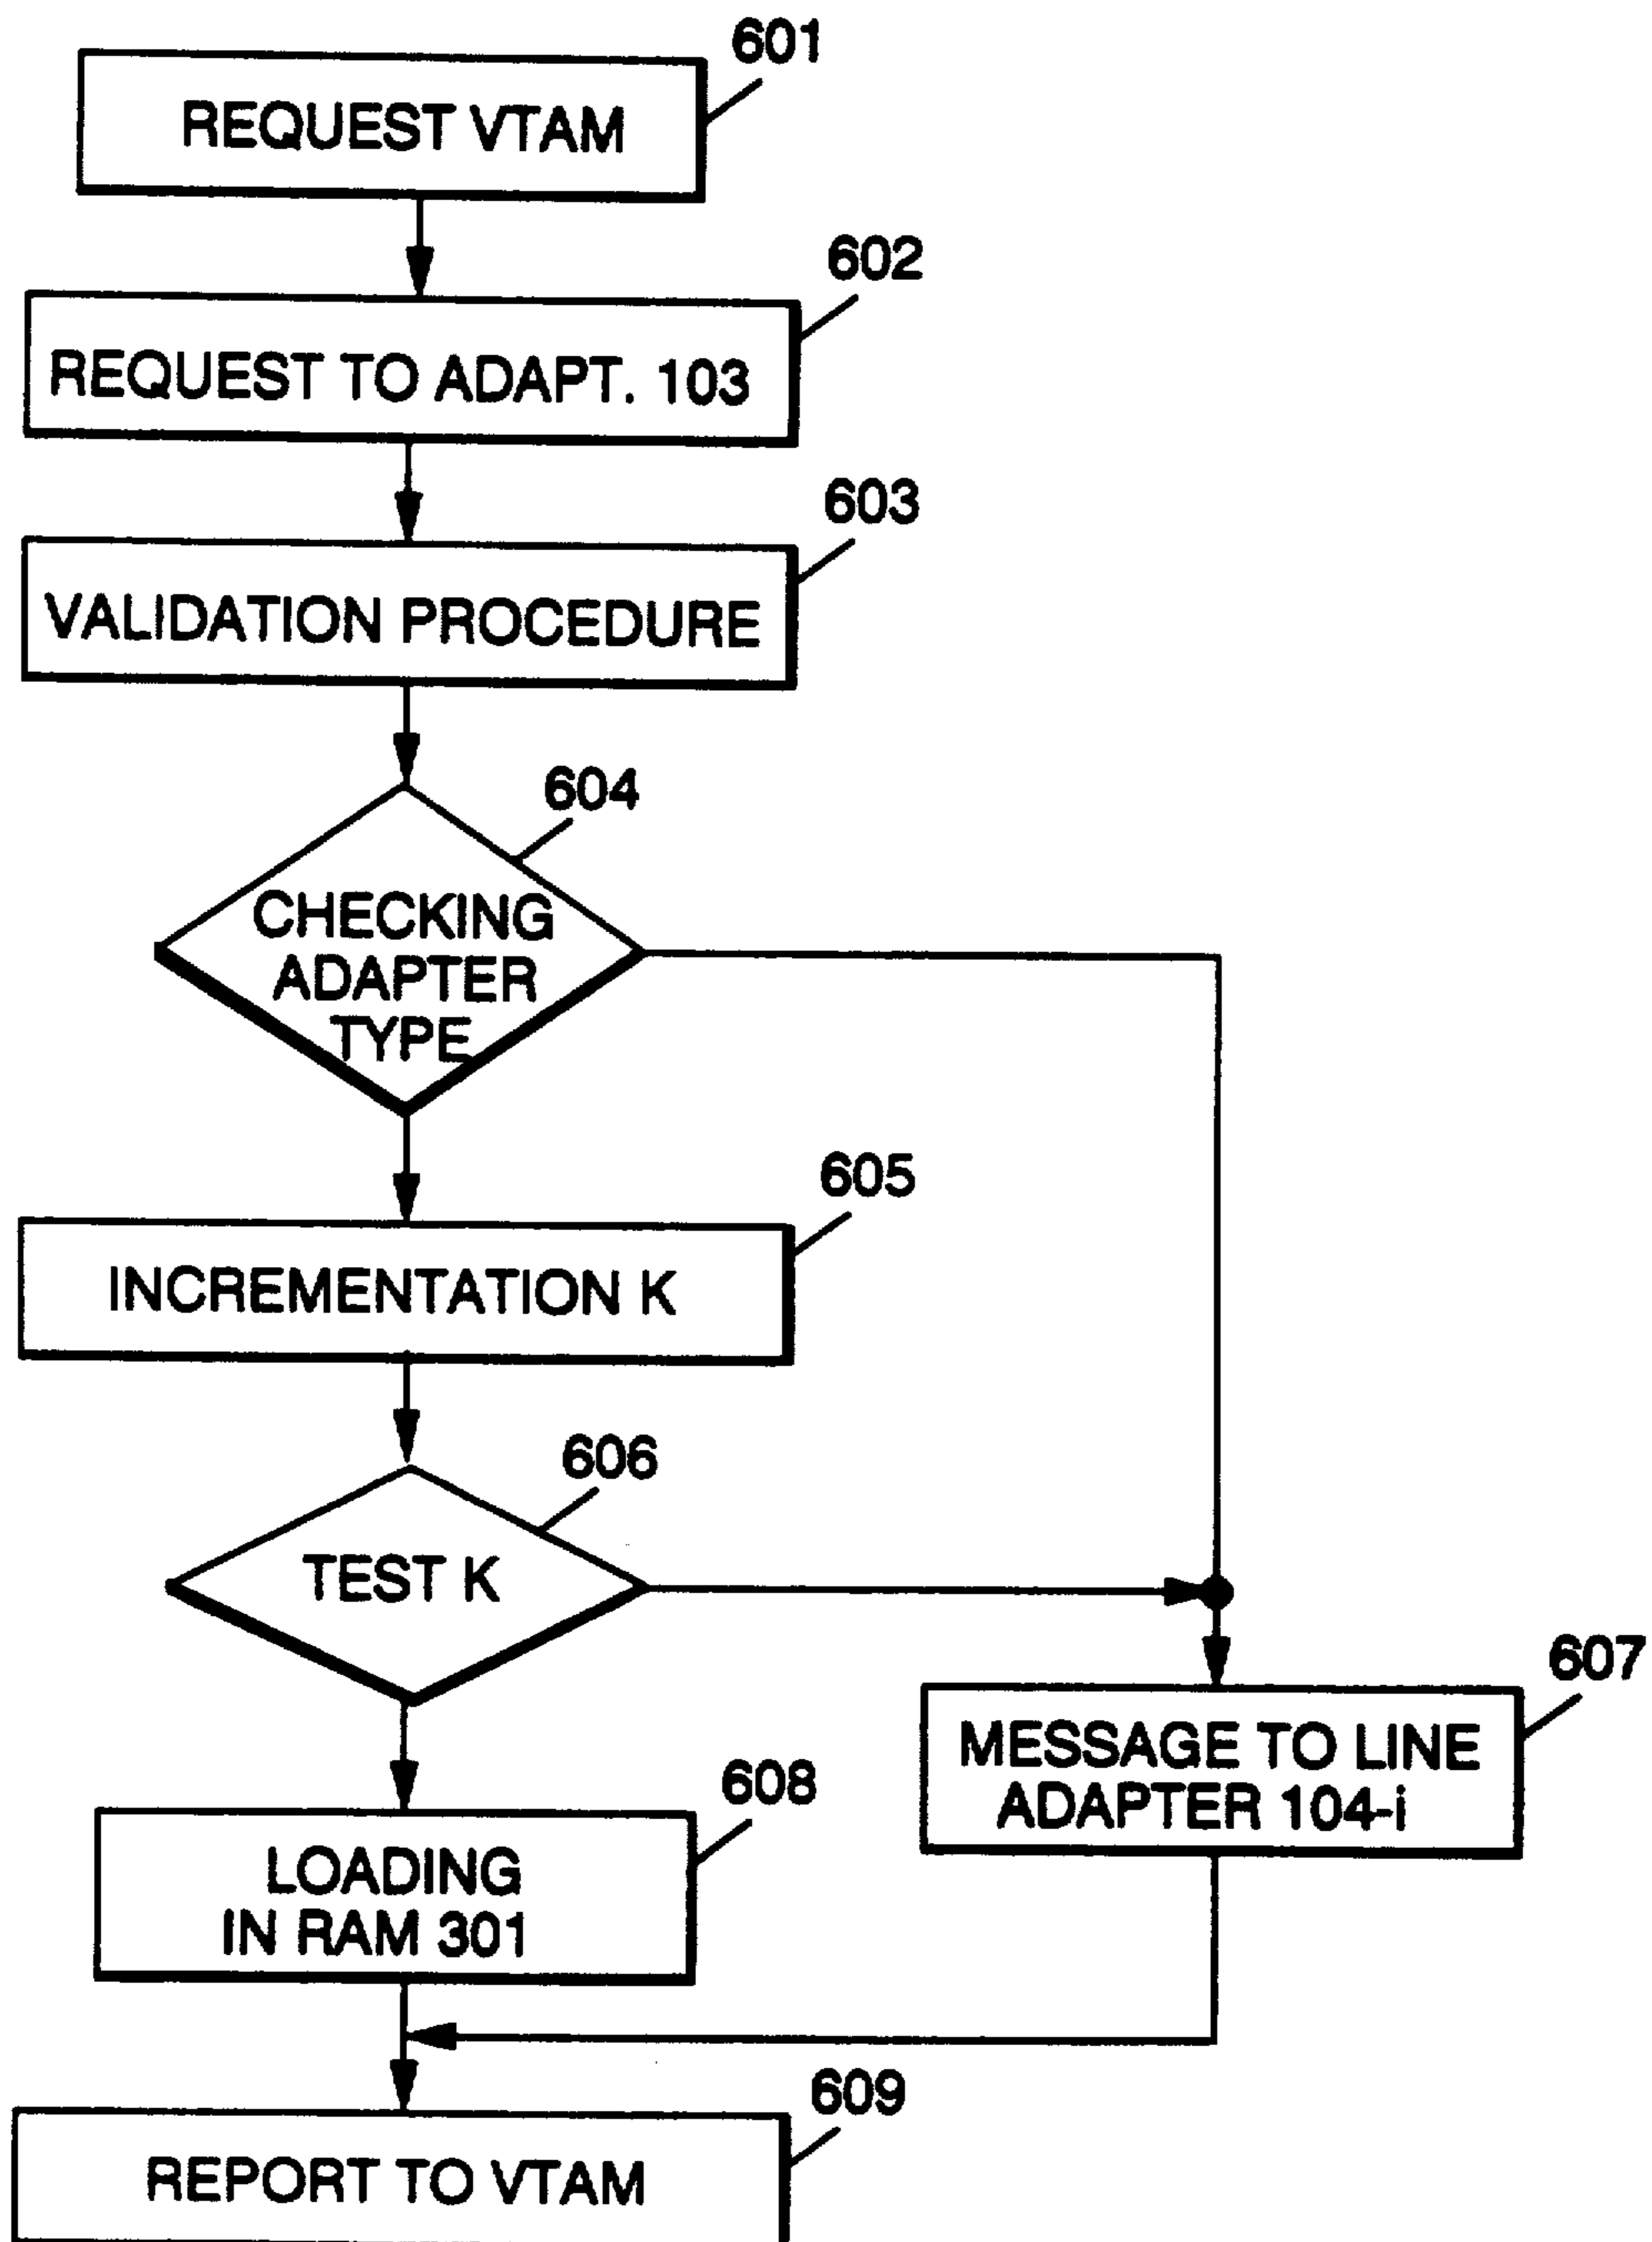 601
REQUEST VTAM
602
REQUEST TO ADAPT. 103
603
VALIDATION PROCEDURE
604
CHECKING
ADAPTER
TYPE
605
INCREMENTATION K
606
TEST K
607
MESSAGE TO LINE
ADAPTER 104-i
608
LOADING
IN RAM 301
609
REPORT TO VTAM